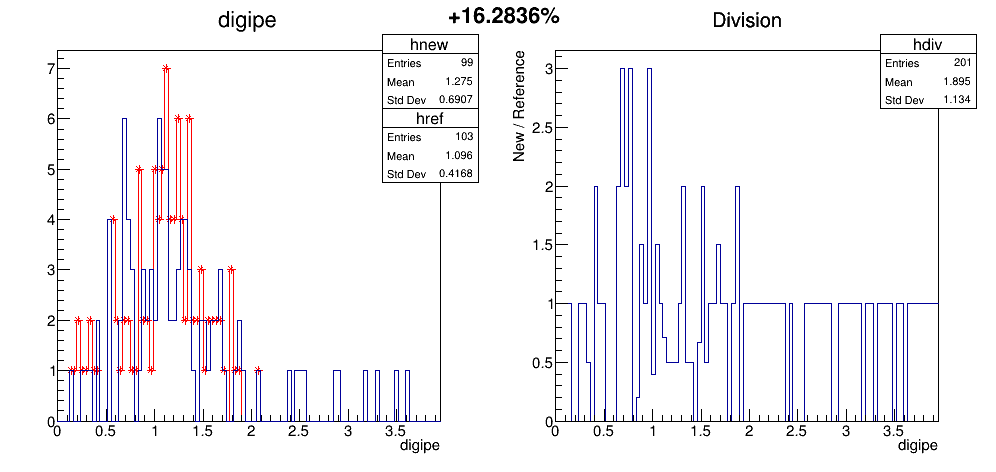 digipe
+16.2836%
Division
hnew
Entries 99
Mean 1.275
Std Dev 0.6907
href
Entries 103
Mean 1.096
Std Dev 0.4168
7
6
5
4
3
2
1
0
0 0.5 1 1.5 2 2.5 3 3.5
digipe
hdiv
Entries 201
Mean 1.895
Std Dev 1.134
New / Reference
3
2.5
2
1.5
1
0.5
0
0 0.5 1 1.5 2 2.5 3 3.5
digipe